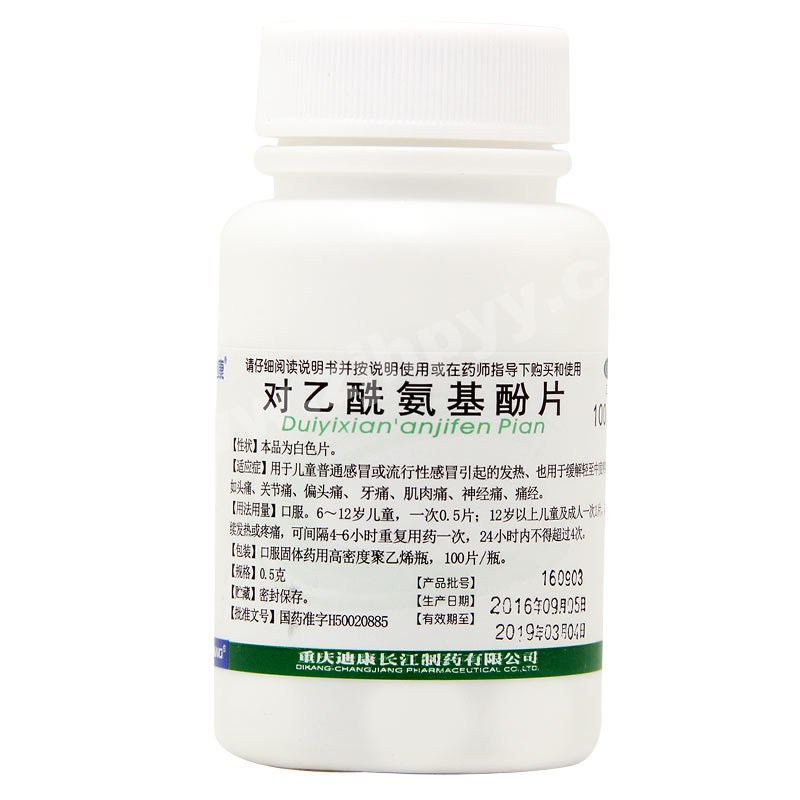 康®
请仔细阅读说明书并按说明使用或在药师指导下购买和使用
对乙酰氨基酚片
Duiyixian'anjifen Pian
100
【性状】本品为白色片。
【适应症】用于儿童普通感冒或流行性感冒引起的发热、也用于缓解轻至中度
如头痛、关节痛、偏头痛、牙痛、肌肉痛、神经痛、痛经。
【用法用量】口服。6～12岁儿童，一次0.5片；12岁以上儿童及成人一次1片，
续发热或疼痛，可间隔4-6小时重复用药一次，24小时内不得超过4次。
【包装】口服固体药用高密度聚乙烯瓶，100片/瓶。
【规格】0.5克
【贮藏】密封保存。
【批准文号】国药准字H50020885
【产品批号】 160903
【生产日期】 2016年09月05日
【有效期至】 2019年03月04日
重庆迪康长江制药有限公司
DIKANG-CHANGJIANG PHARMACEUTICAL CO.,LTD.